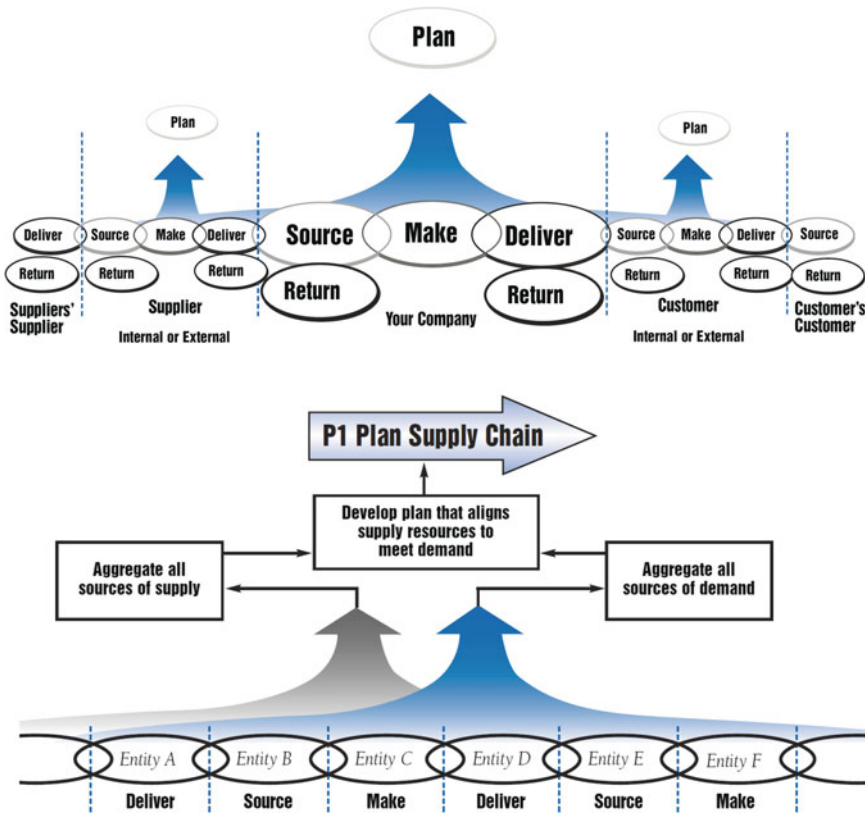 Plan
Plan
Plan
Deliver
Source
Make
Deliver
Source
Make
Deliver
Source
Make
Deliver
Source
Return
Return
Return
Return
Return
Return
Return
Return
Suppliers'
Supplier
Supplier
Internal or External
Your Company
Customer
Internal or External
Customer's
Customer
P1 Plan Supply Chain
Develop plan that aligns
supply resources to
meet demand
Aggregate all
sources of supply
Aggregate all
sources of demand
Entity A
Entity B
Entity C
Entity D
Entity E
Entity F
Deliver
Source
Make
Deliver
Source
Make